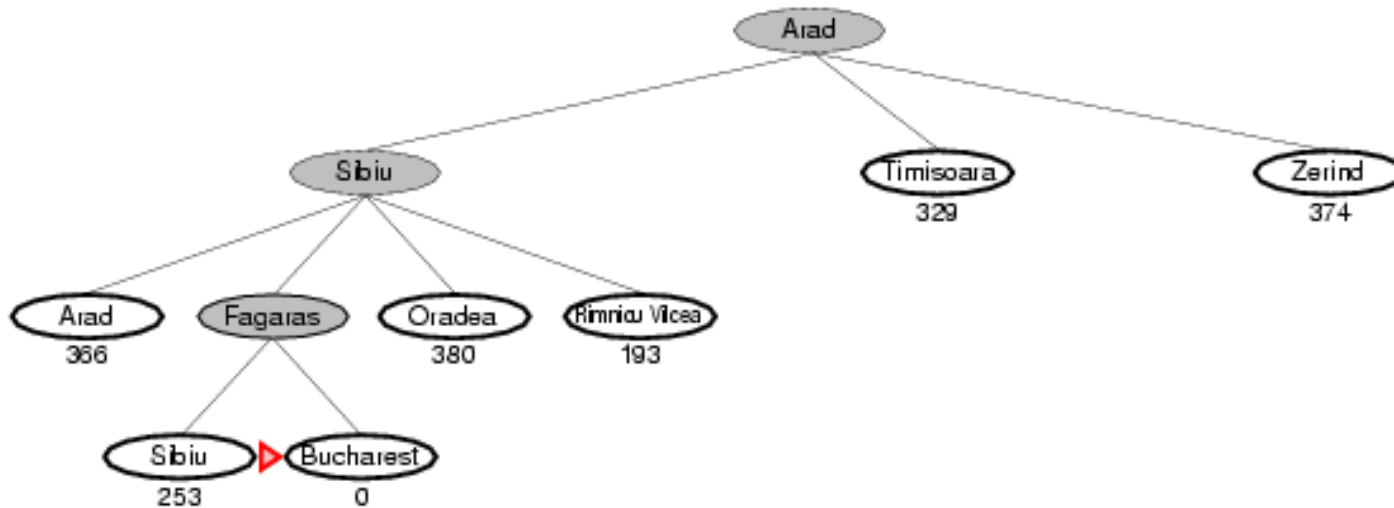 Arad
Sibiu
Timisoara
Zerind
329
374
Arad
Fagaras
Oradea
Rimnicu Vilcea
366
380
193
Sibiu
Bucharest
253
0